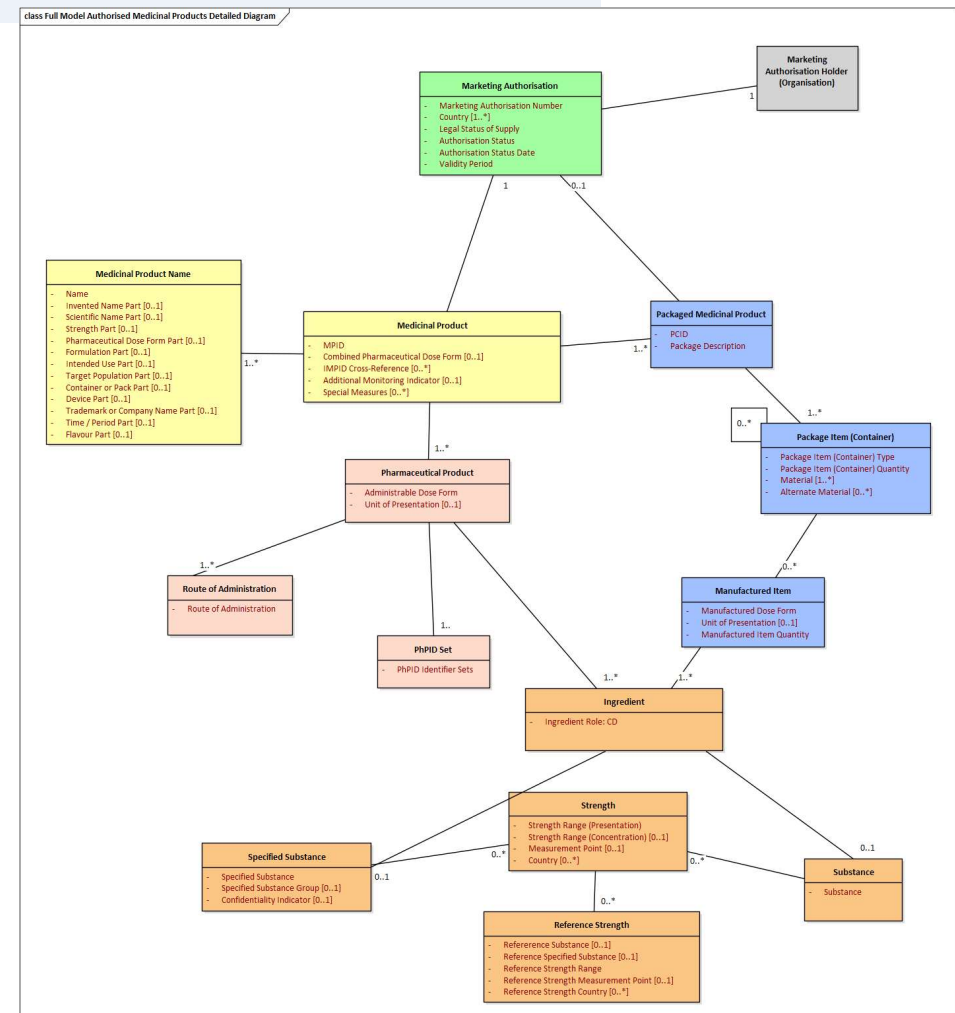 class Full Model Authorised Medicinal Products Detailed Diagram
Marketing
Authorisation Holder
(Organisation)
1
Marketing Authorisation
- Marketing Authorisation Number
- Country [1..*]
- Legal Status of Supply
- Authorisation Status
- Authorisation Status Date
- Validity Period
1
0..1
Medicinal Product Name
- Name
- Invented Name Part [0..1]
- Scientific Name Part [0..1]
- Strength Part [0..1]
- Pharmaceutical Dose Form Part [0..1]
- Formulation Part [0..1]
- Intended Use Part [0..1]
- Target Population Part [0..1]
- Container or Pack Part [0..1]
- Device Part [0..1]
- Trademark or Company Name Part [0..1]
- Time / Period Part [0..1]
- Flavour Part [0..1]
1..*
Medicinal Product
- MPID
- Combined Pharmaceutical Dose Form [0..1]
- IMPID Cross-Reference [0..*]
- Additional Monitoring Indicator [0..1]
- Special Measures [0..*]
1..*
Packaged Medicinal Product
- PCID
- Package Description
1..*
0..*
Package Item (Container)
- Package Item (Container) Type
- Package Item (Container) Quantity
- Material [1..*]
- Alternate Material [0..*]
1..*
Pharmaceutical Product
- Administrable Dose Form
- Unit of Presentation [0..1]
1..*
Route of Administration
- Route of Administration
1..
PhPID Set
- PhPID Identifier Sets
0..*
Manufactured Item
- Manufactured Dose Form
- Unit of Presentation [0..1]
- Manufactured Item Quantity
1..*
1..*
Ingredient
- Ingredient Role: CD
Strength
- Strength Range (Presentation)
- Strength Range (Concentration) [0..1]
- Measurement Point [0..1]
- Country [0..*]
0..*
0..*
0..1
0..1
Specified Substance
- Specified Substance
- Specified Substance Group [0..1]
- Confidentiality Indicator [0..1]
Substance
- Substance
0..*
Reference Strength
- Refererence Substance [0..1]
- Reference Specified Substance [0..1]
- Reference Strength Range
- Reference Strength Measurement Point [0..1]
- Reference Strength Country [0..*]